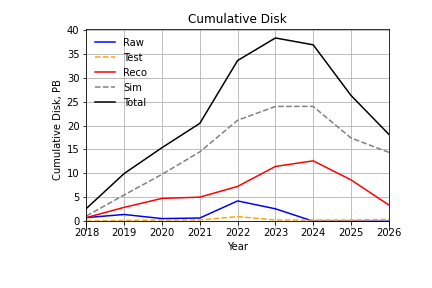 Cumulative Disk
40
35
30
25
20
15
10
5
0
Cumulative Disk, PB
Raw
Test
Reco
Sim
Total
2018 2019 2020 2021 2022 2023 2024 2025 2026
Year